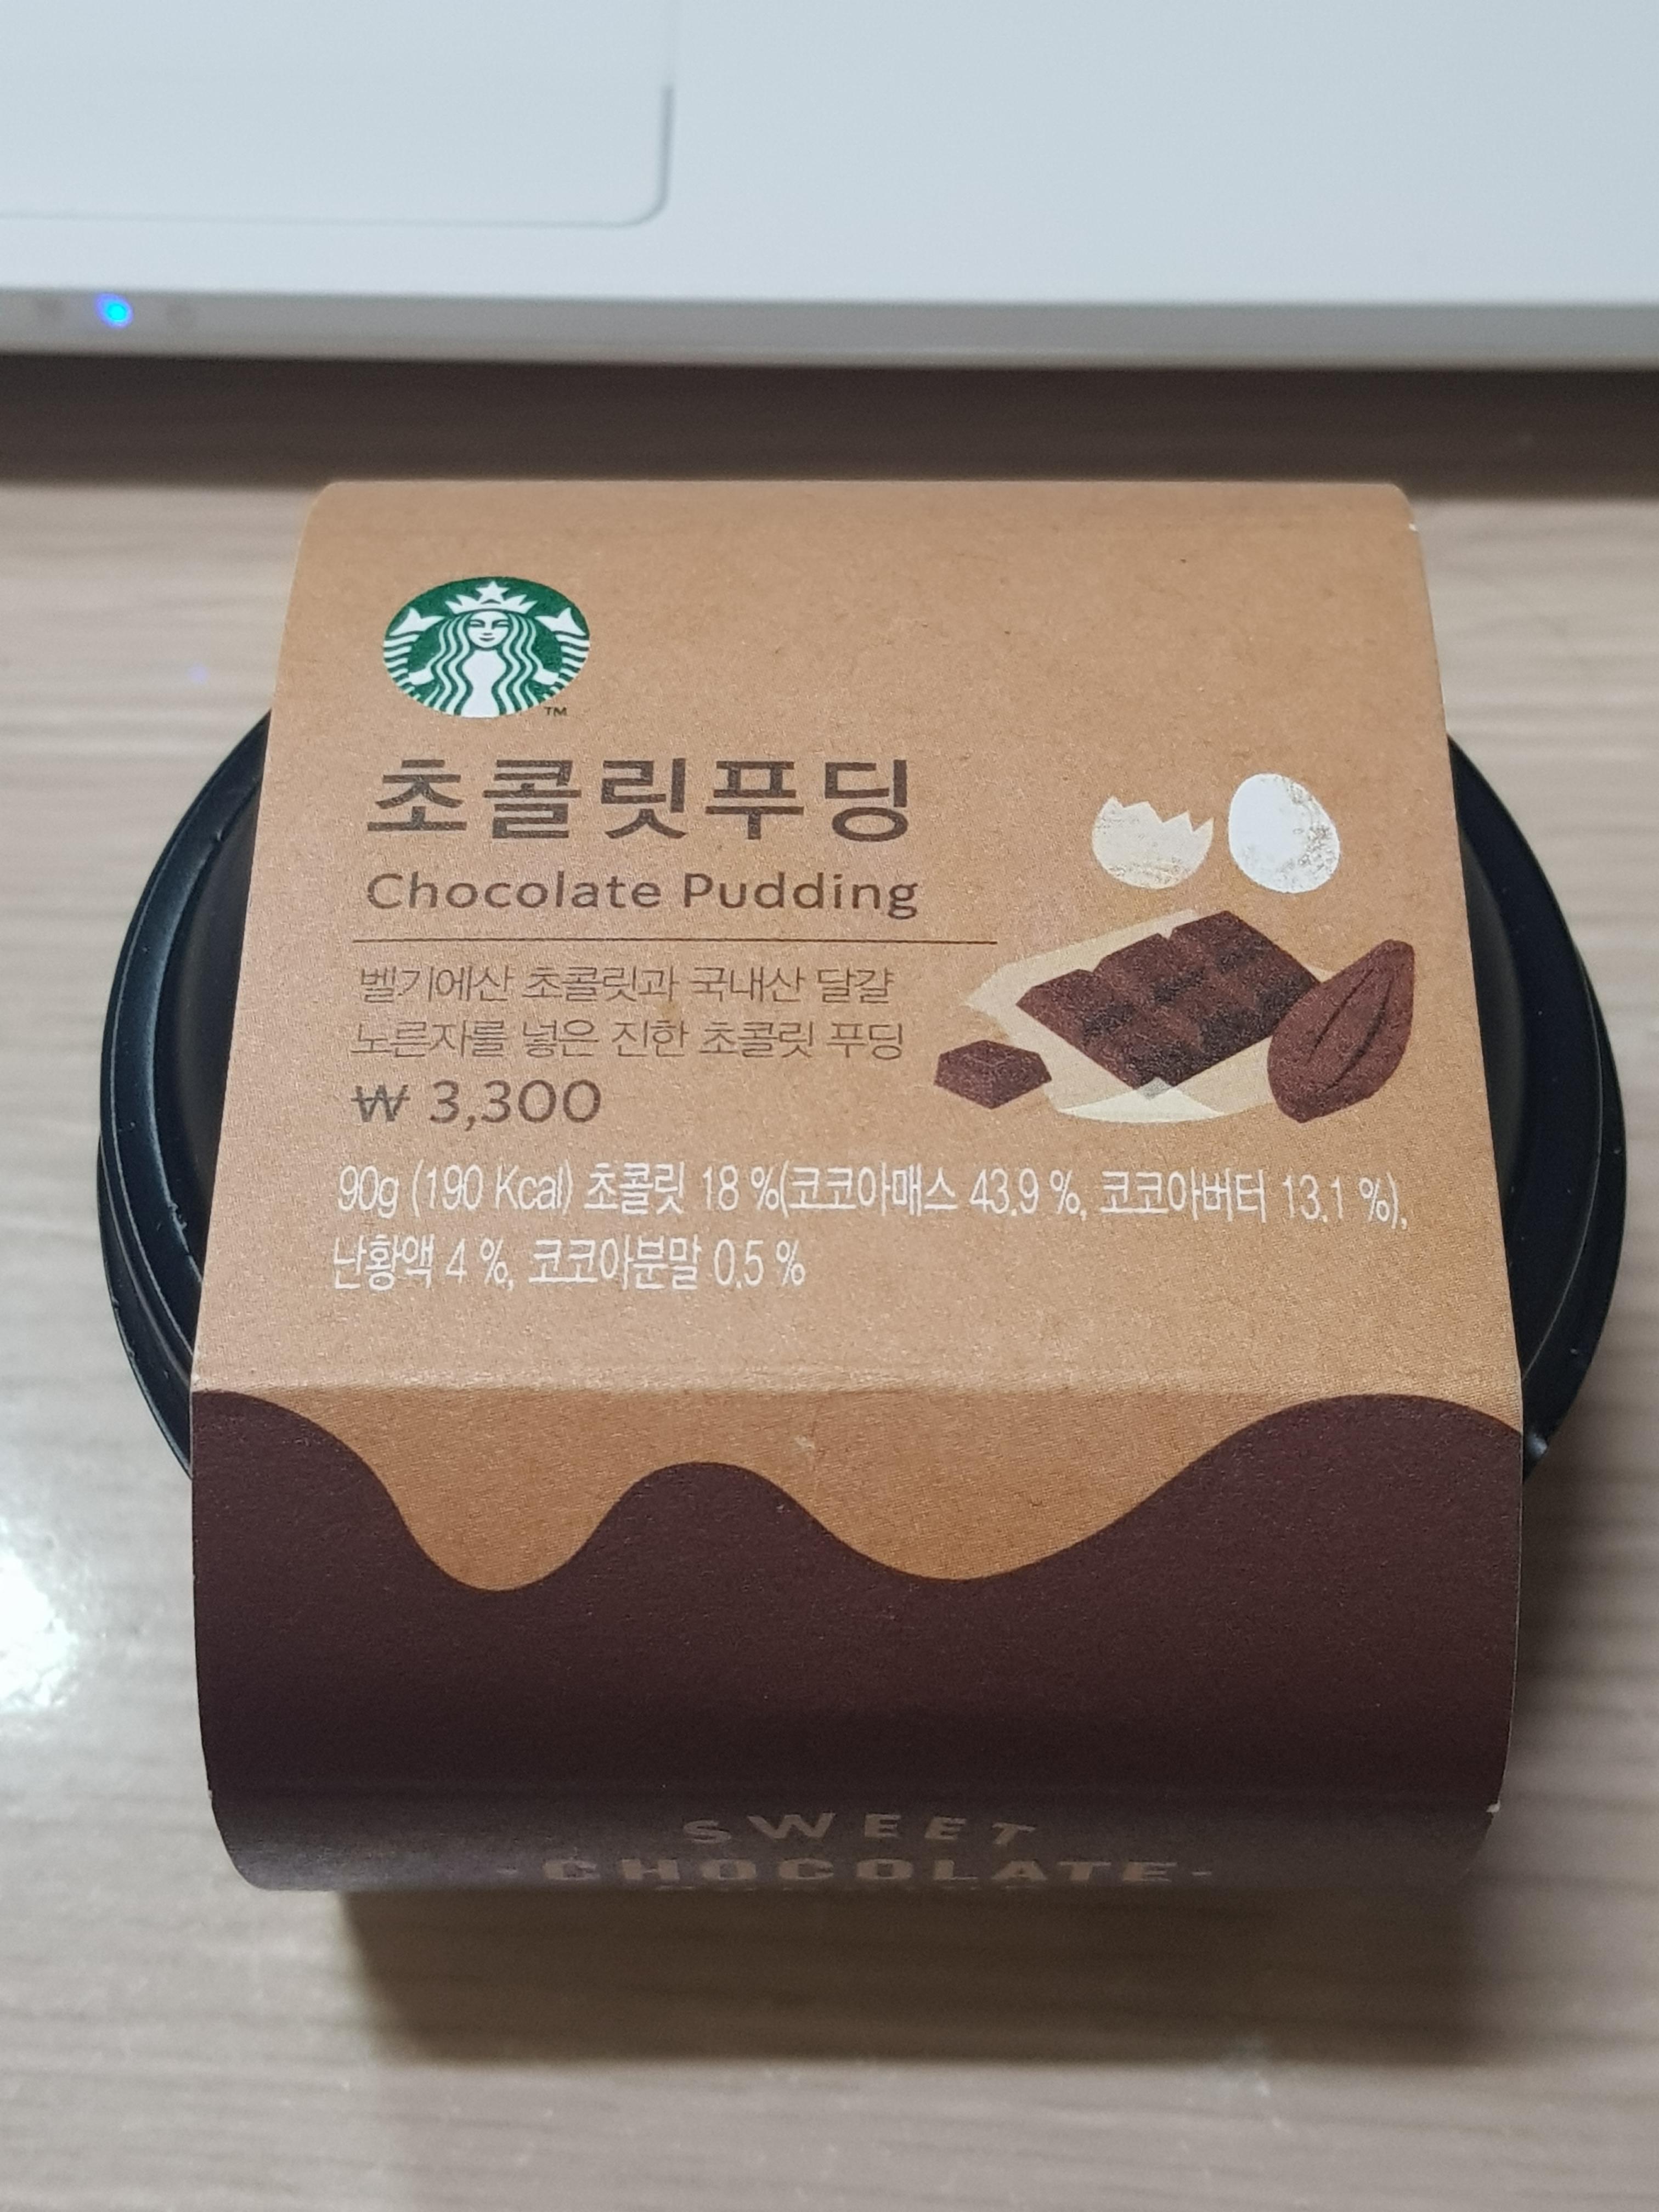 TM
초콜릿푸딩
Chocolate Pudding
벨기에산 초콜릿과 국내산 달걀
노른자를 넣은 진한 초콜릿 푸딩
₩ 3,300
90g (190 Kcal) 초콜릿 18 %(코코아매스 43.9 %, 코코아버터 13.1 %),
난황액 4 %, 코코아분말 0.5 %
SWEET
-CHOCOLATE-